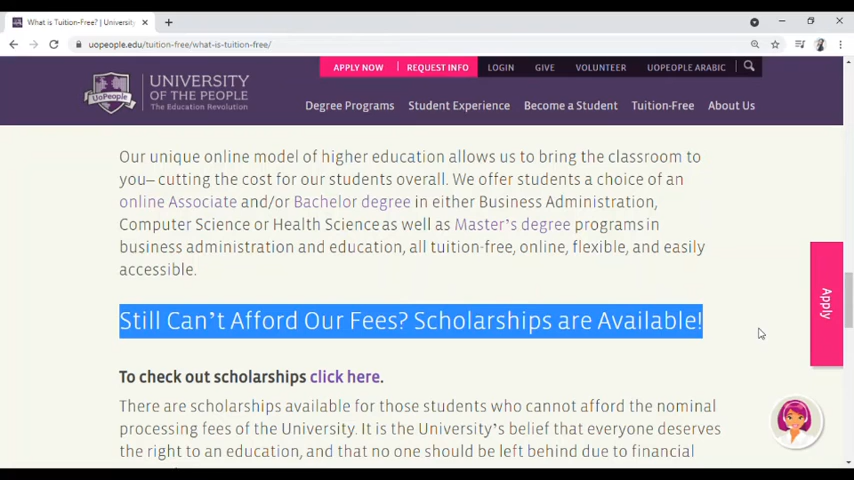 What is Tuition-Free? | University
uopeople.edu/tuition-free/what-is-tuition-free/
APPLY NOW
REQUEST INFO
LOGIN
GIVE
VOLUNTEER
UOPEOPLE ARABIC
UoPeople
UNIVERSITY
OF THE PEOPLE
The Education Revolution
Degree Programs
Student Experience
Become a Student
Tuition-Free
About Us
Our unique online model of higher education allows us to bring the classroom to
you– cutting the cost for our students overall. We offer students a choice of an
online Associate and/or Bachelor degree in either Business Administration,
Computer Science or Health Science as well as Master's degree programs in
business administration and education, all tuition-free, online, flexible, and easily
accessible.
Still Can't Afford Our Fees? Scholarships are Available!
Apply
To check out scholarships click here.
There are scholarships available for those students who cannot afford the nominal
processing fees of the University. It is the University's belief that everyone deserves
the right to an education, and that no one should be left behind due to financial